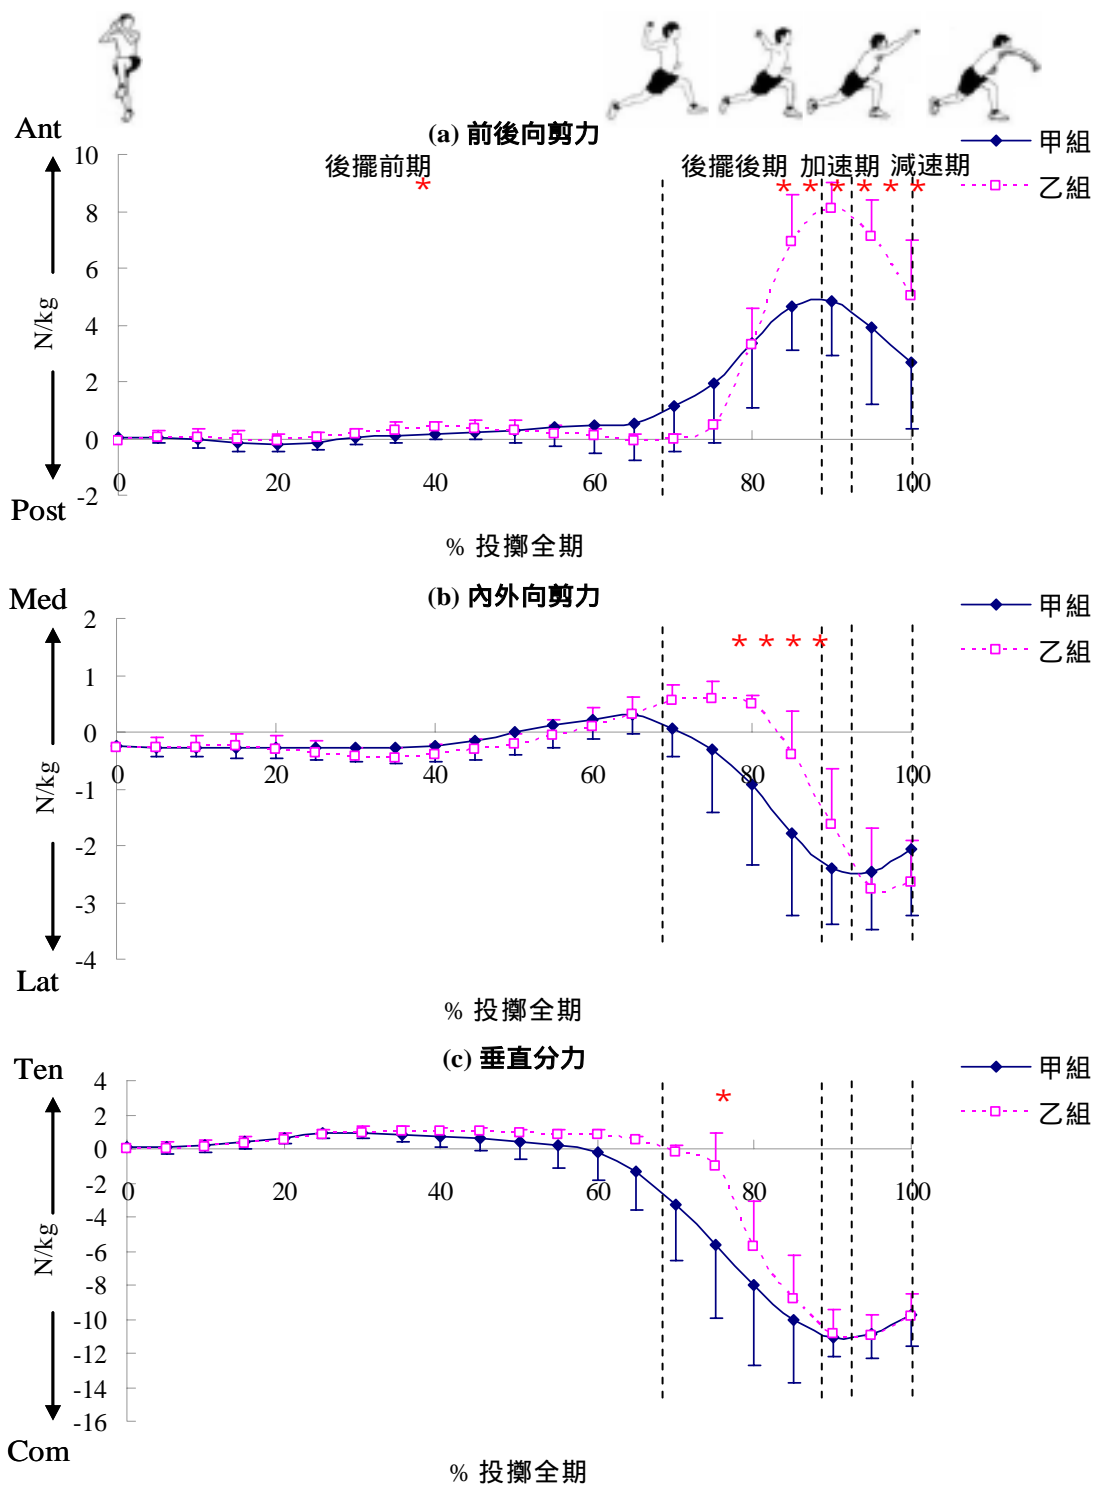 Ant
(a) 前後向剪力
甲組
乙組
後擺前期
後擺後期 加速期 減速期
* * * * * * *
10
8
6
4
2
0
-2
N/kg
Post
0 20 40 60 80 100
% 投擲全期
Med
(b) 內外向剪力
甲組
乙組
* * * *
2
1
0
-1
-2
-3
-4
N/kg
Lat
0 20 40 60 80 100
% 投擲全期
Ten
(c) 垂直分力
甲組
乙組
*
4
2
0
-2
-4
-6
-8
-10
-12
-14
-16
N/kg
Com
0 20 40 60 80 100
% 投擲全期